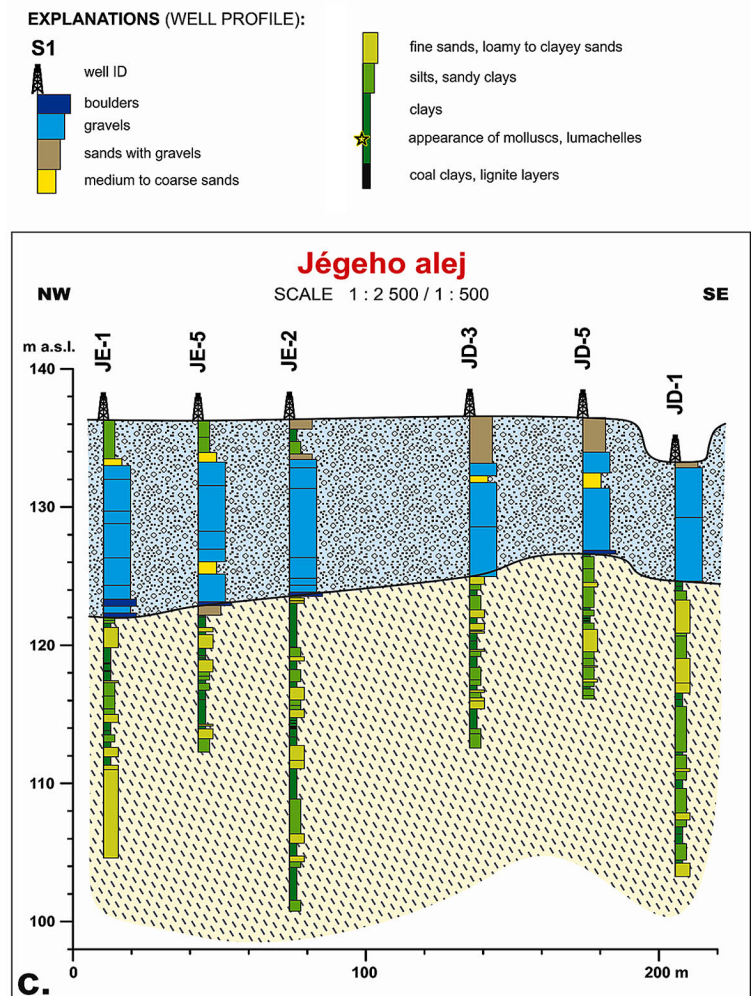 EXPLANATIONS (WELL PROFILE):
S1
well ID
boulders
gravels
sands with gravels
medium to coarse sands
fine sands, loamy to clayey sands
silts, sandy clays
clays
appearance of molluscs, lumachelles
coal clays, lignite layers
Jégeho alej
NW
SCALE 1 : 2 500 / 1 : 500
SE
m a.s.l.
JE-1
JE-5
JE-2
JD-3
JD-5
JD-1
140
130
120
110
100
0
100
200 m
C.